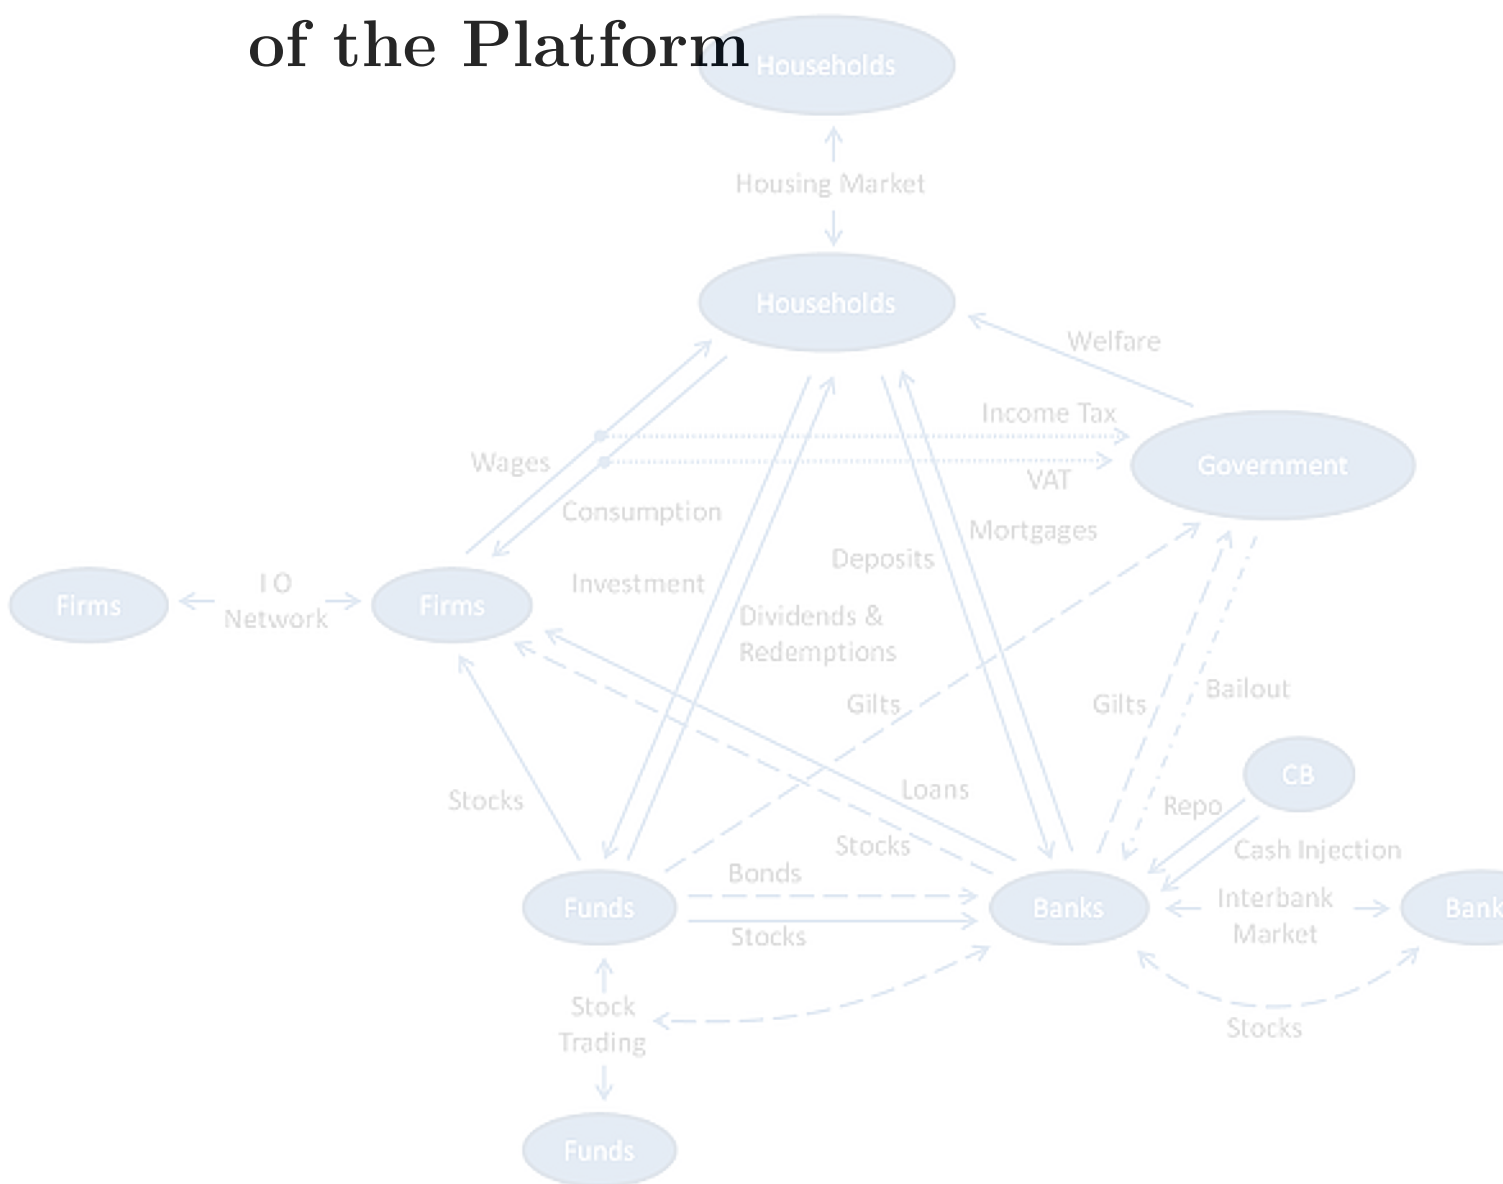 of the Platform
Households
Housing Market
Households
Welfare
Income Tax
Wages
Government
VAT
Consumption
Mortgages
Deposits
I O
Network
Investment
Firms
Firms
Dividends &
Redemptions
Bailout
Gilts
Gilts
CB
Loans
Stocks
Repo
Stocks
Cash Injection
Bonds
Interbank
Market
Funds
Banks
Bank
Stocks
Stock
Trading
Stocks
Funds